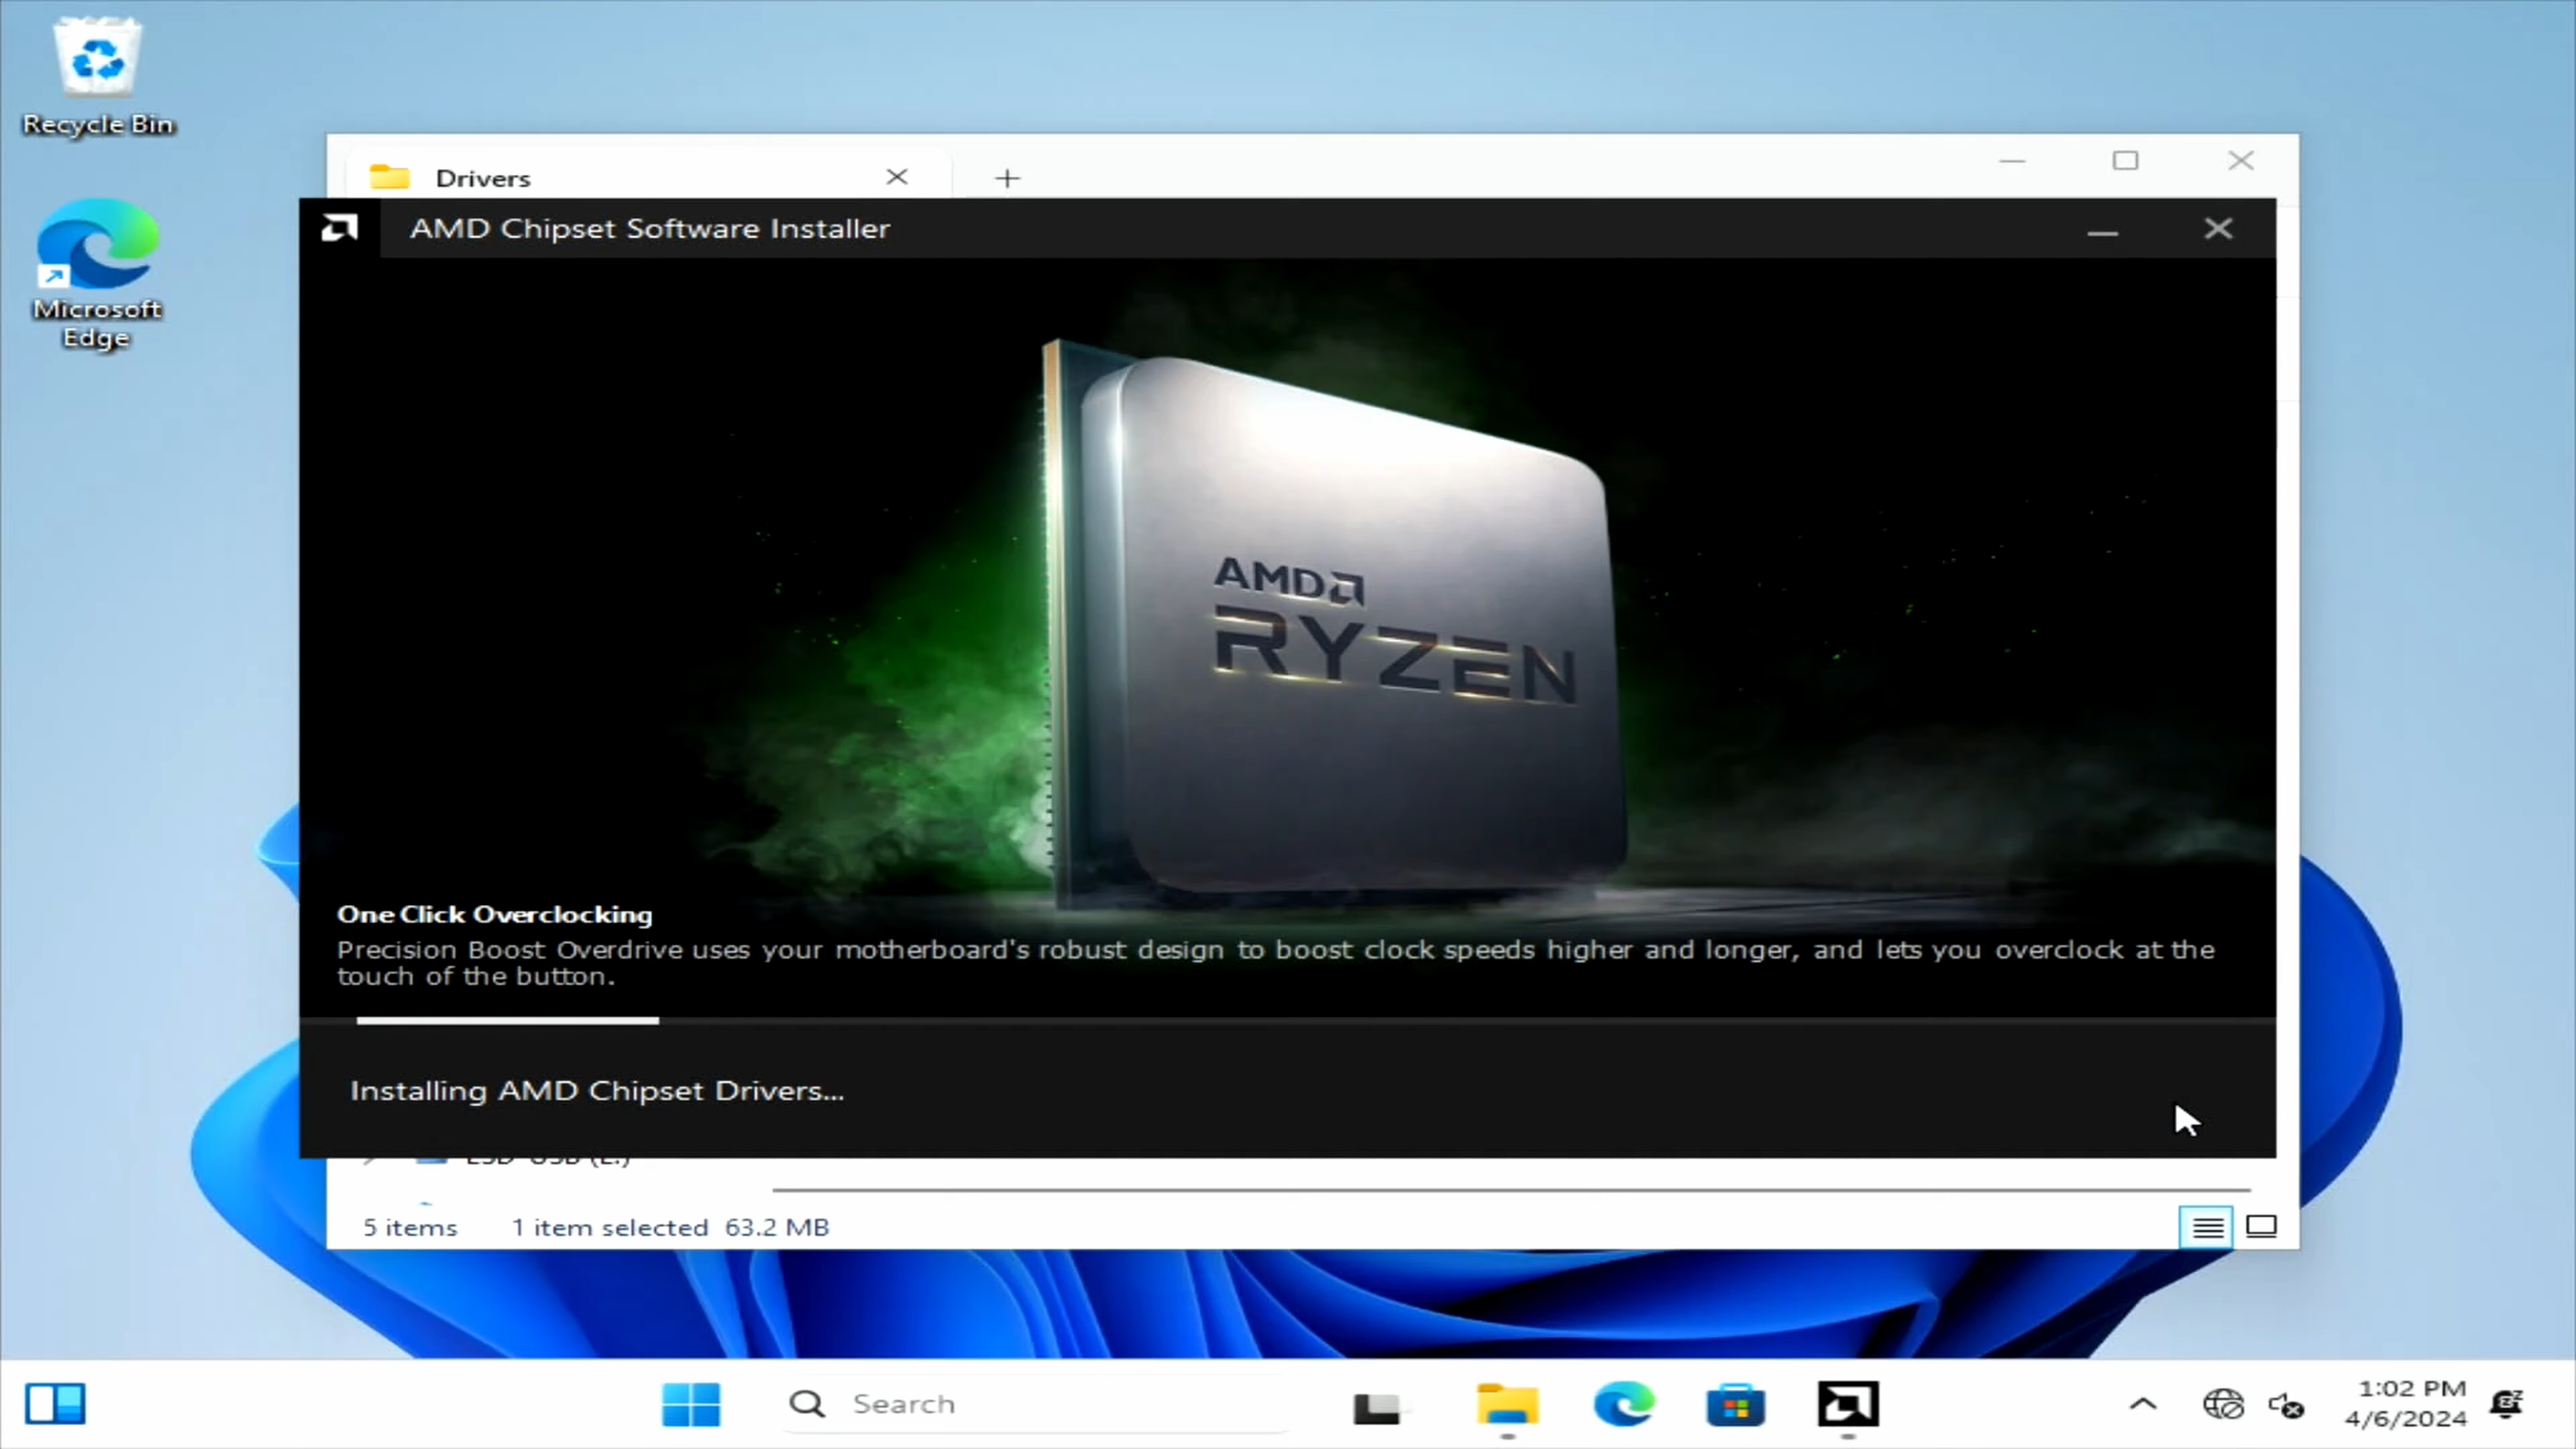 Recycle Bin
Microsoft
Edge
Drivers
AMD Chipset Software Installer
AMD
RYZEN
One Click Overclocking
Precision Boost Overdrive uses your motherboard's robust design to boost clock speeds higher and longer, and lets you overclock at the
touch of the button.
Installing AMD Chipset Drivers...
5 items 1 item selected 63.2 MB
Search
1:02 PM
4/6/2024